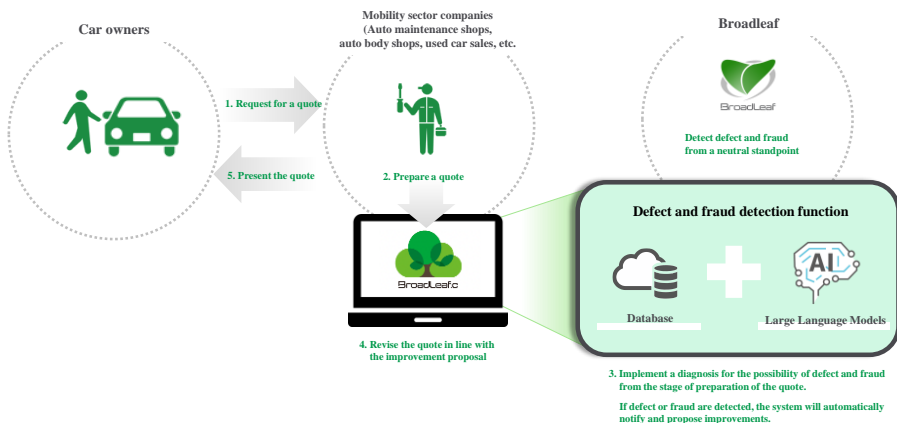 Car owners
Mobility sector companies
(Auto maintenance shops,
auto body shops, used car sales, etc.
Broadleaf
1. Request for a quote
5. Present the quote
2. Prepare a quote
BroadLeaf
Detect defect and fraud
from a neutral standpoint
BroadLeaf.c
4. Revise the quote in line with
the improvement proposal
Defect and fraud detection function
Database
AI
Large Language Models
3. Implement a diagnosis for the possibility of defect and fraud
from the stage of preparation of the quote.
If defect or fraud are detected, the system will automatically
notify and propose improvements.